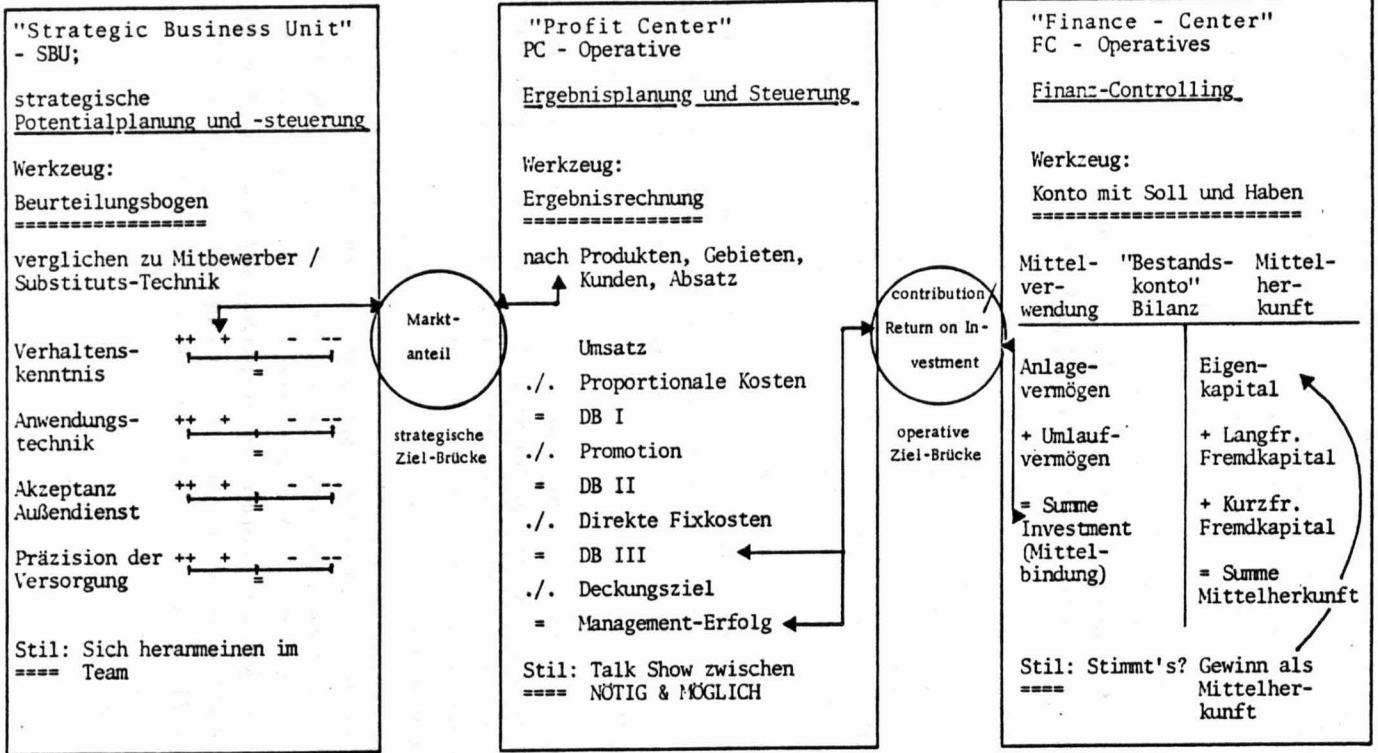 "Strategic Business Unit"
- SBU;
strategische
Potentialplanung und -steuerung
Werkzeug:
Beurteilungsbogen
=================
verglichen zu Mitbewerber /
Substituts-Technik
++ + - --
Verhaltens-
kenntnis
=
Anwendungs-
technik
++ + - --
=
Akzeptanz
Außendienst
++ + - --
=
Präzision der
Versorgung
++ + - --
=
Stil: Sich heranmeinen im
==== Team
Markt-
anteil
strategische
Ziel-Brücke
"Profit Center"
PC - Operative
Ergebnisplanung und Steuerung
Werkzeug:
Ergebnisrechnung
================
nach Produkten, Gebieten,
Kunden, Absatz
Umsatz
./. Proportionale Kosten
= DB I
./. Promotion
= DB II
./. Direkte Fixkosten
= DB III
./. Deckungsziel
= Management-Erfolg
Stil: Talk Show zwischen
==== NÖTIG & MÖGLICH
contribution/
Return on In-
vestment
operative
Ziel-Brücke
"Finance - Center"
FC - Operatives
Finanz-Controlling
Werkzeug:
Konto mit Soll und Haben
========================
Mittel-
ver-
wendung
"Bestands-
konto"
Bilanz
Mittel-
her-
kunft
Anlage-
vermögen
+ Umlauf-
vermögen
= Summe
Investment
(Mittel-
bindung)
Eigen-
kapital
+ Langfr.
Fremdkapital
+ Kurzfr.
Fremdkapital
= Summe
Mittelherkunft
Stil: Stimmt's? Gewinn als
==== Mittelher-
kunft